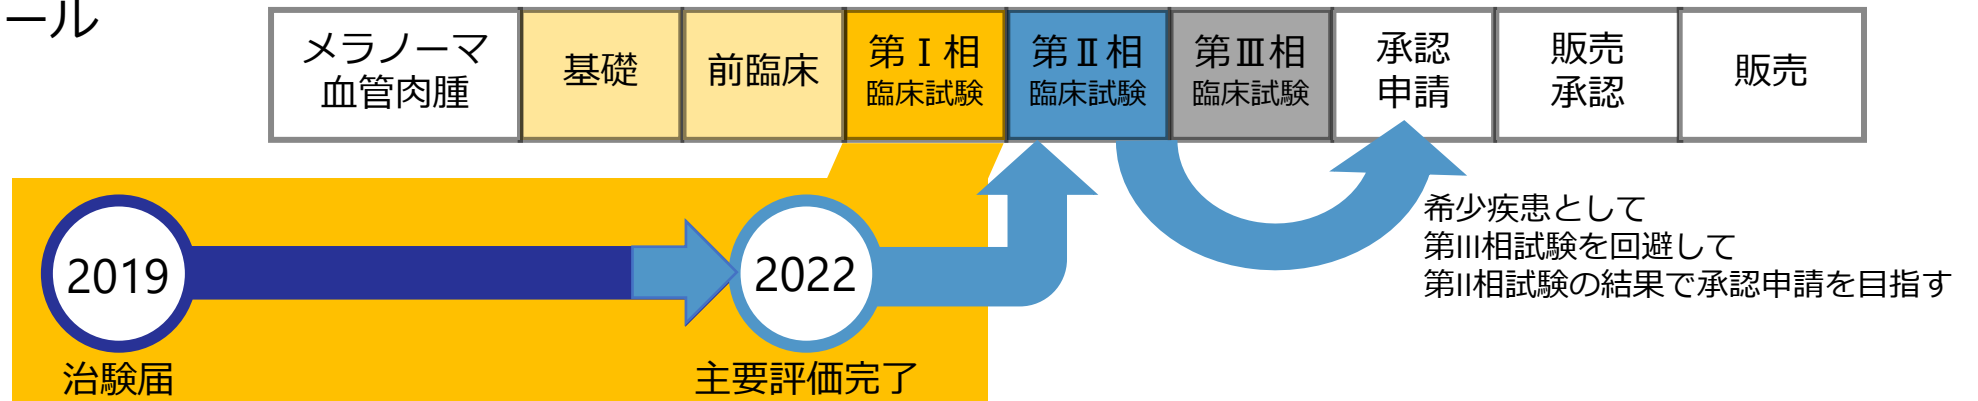 ール
メラノーマ
血管肉腫
基礎
前臨床
第Ⅰ相
臨床試験
第Ⅱ相
臨床試験
第Ⅲ相
臨床試験
承認
申請
販売
承認
販売
2019
治験届
2022
主要評価完了
希少疾患として
第III相試験を回避して
第II相試験の結果で承認申請を目指す